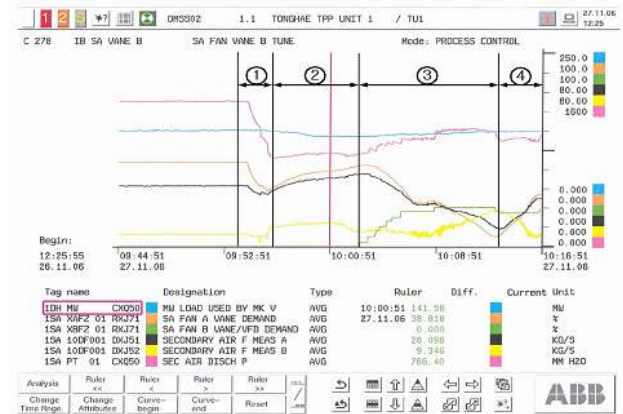 1 2 3 OMSS02 1.1 TONGHAE TPP UNIT 1 / TU1 27.11.06
12:25
C 278 IB SA VANE B SA FAN VANE B TUNE Mode: PROCESS CONTROL
① ② ③ ④
250.0
100.0
100.0
80.00
80.00
1600
0.000
0.000
0.000
0.000
0.000
0.000
Begin:
12:25:55 09:44:51 09:52:51 10:00:51 10:08:51 10:16:51
26.11.06 27.11.06 27.11.06
Tag name Designation Type Ruler Diff. Current Unit
1DH MW CXQ50 MW LOAD USED BY MK V AVG 10:00:51 141.58 MW
1SA XAFZ 01 RXJ71 SA FAN A VANE DEMAND AVG 27.11.06 38.818 %
1SA XBFZ 01 RXJ71 SA FAN B VANE/VFD DEMAND AVG 0.000 %
1SA 10DF001 DXJ51 SECONDARY AIR F MEAS A AVG 28.098 KG/S
1SA 10DF001 DXJ52 SECONDARY AIR F MEAS B AVG 9.346 KG/S
1SA PT 01 CXQ50 SEC AIR DISCH P AVG 766.40 MM H2O
Analysis Ruler << Ruler < Ruler > Ruler >>
Change Time Rnge. Change Attributes Curve- begin Curve- end Reset
ABB